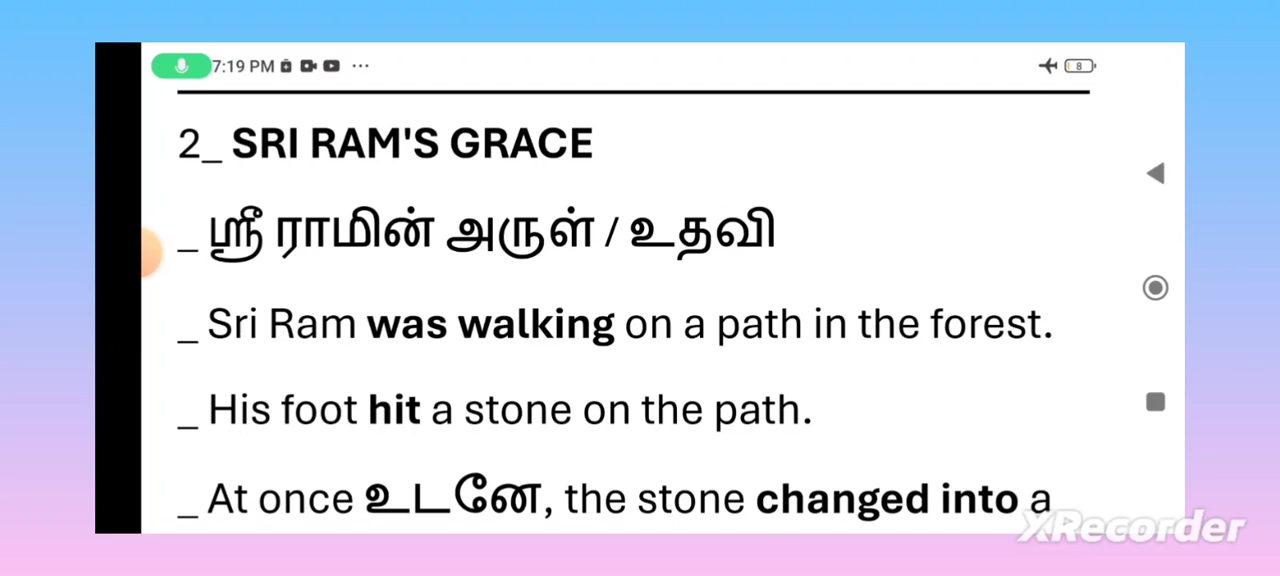 7:19 PM ...
8
2_ SRI RAM'S GRACE
_ ஸ்ரீ ராமின் அருள் / உதவி
_ Sri Ram was walking on a path in the forest.
_ His foot hit a stone on the path.
_ At once உடனே, the stone changed into a
XRecorder